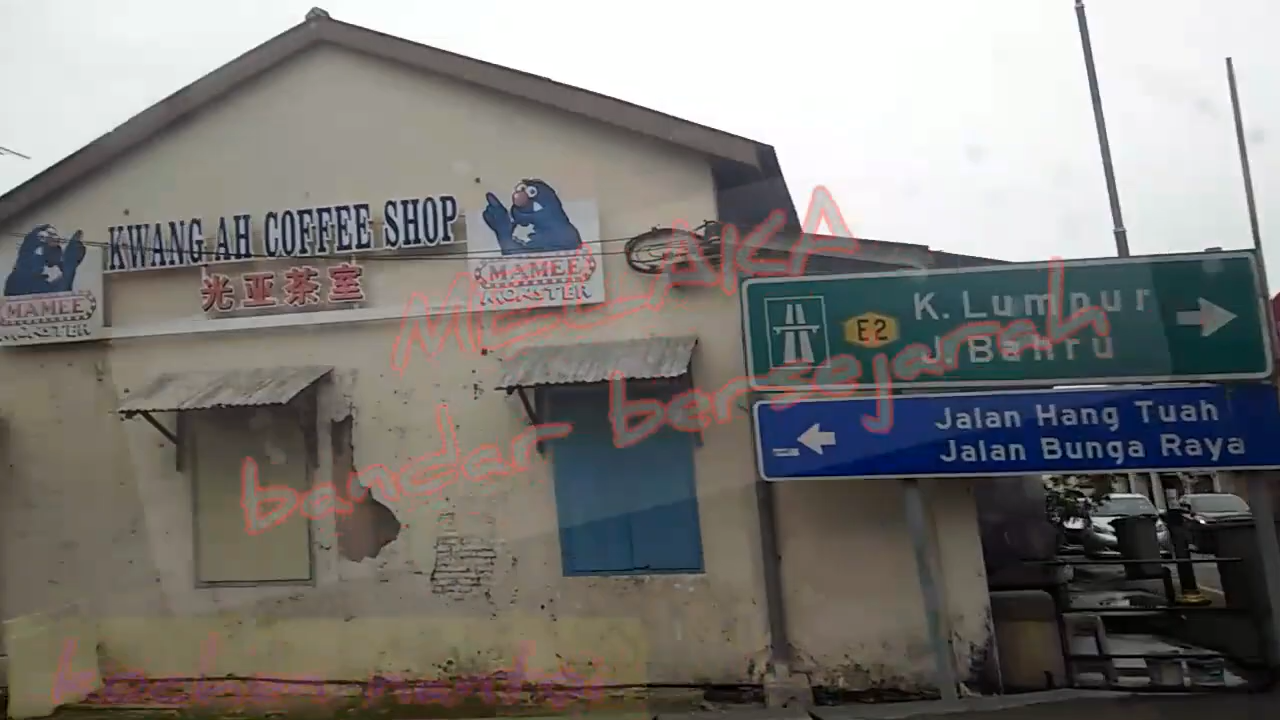 KWANG AH COFFEE SHOP
光亚茶室
MAMEE
MONSTER
MAMEE
MONSTER
MELAKA
bandar bersejarah
E2
K. Lumpur
J. Bahru
Jalan Hang Tuah
Jalan Bunga Raya